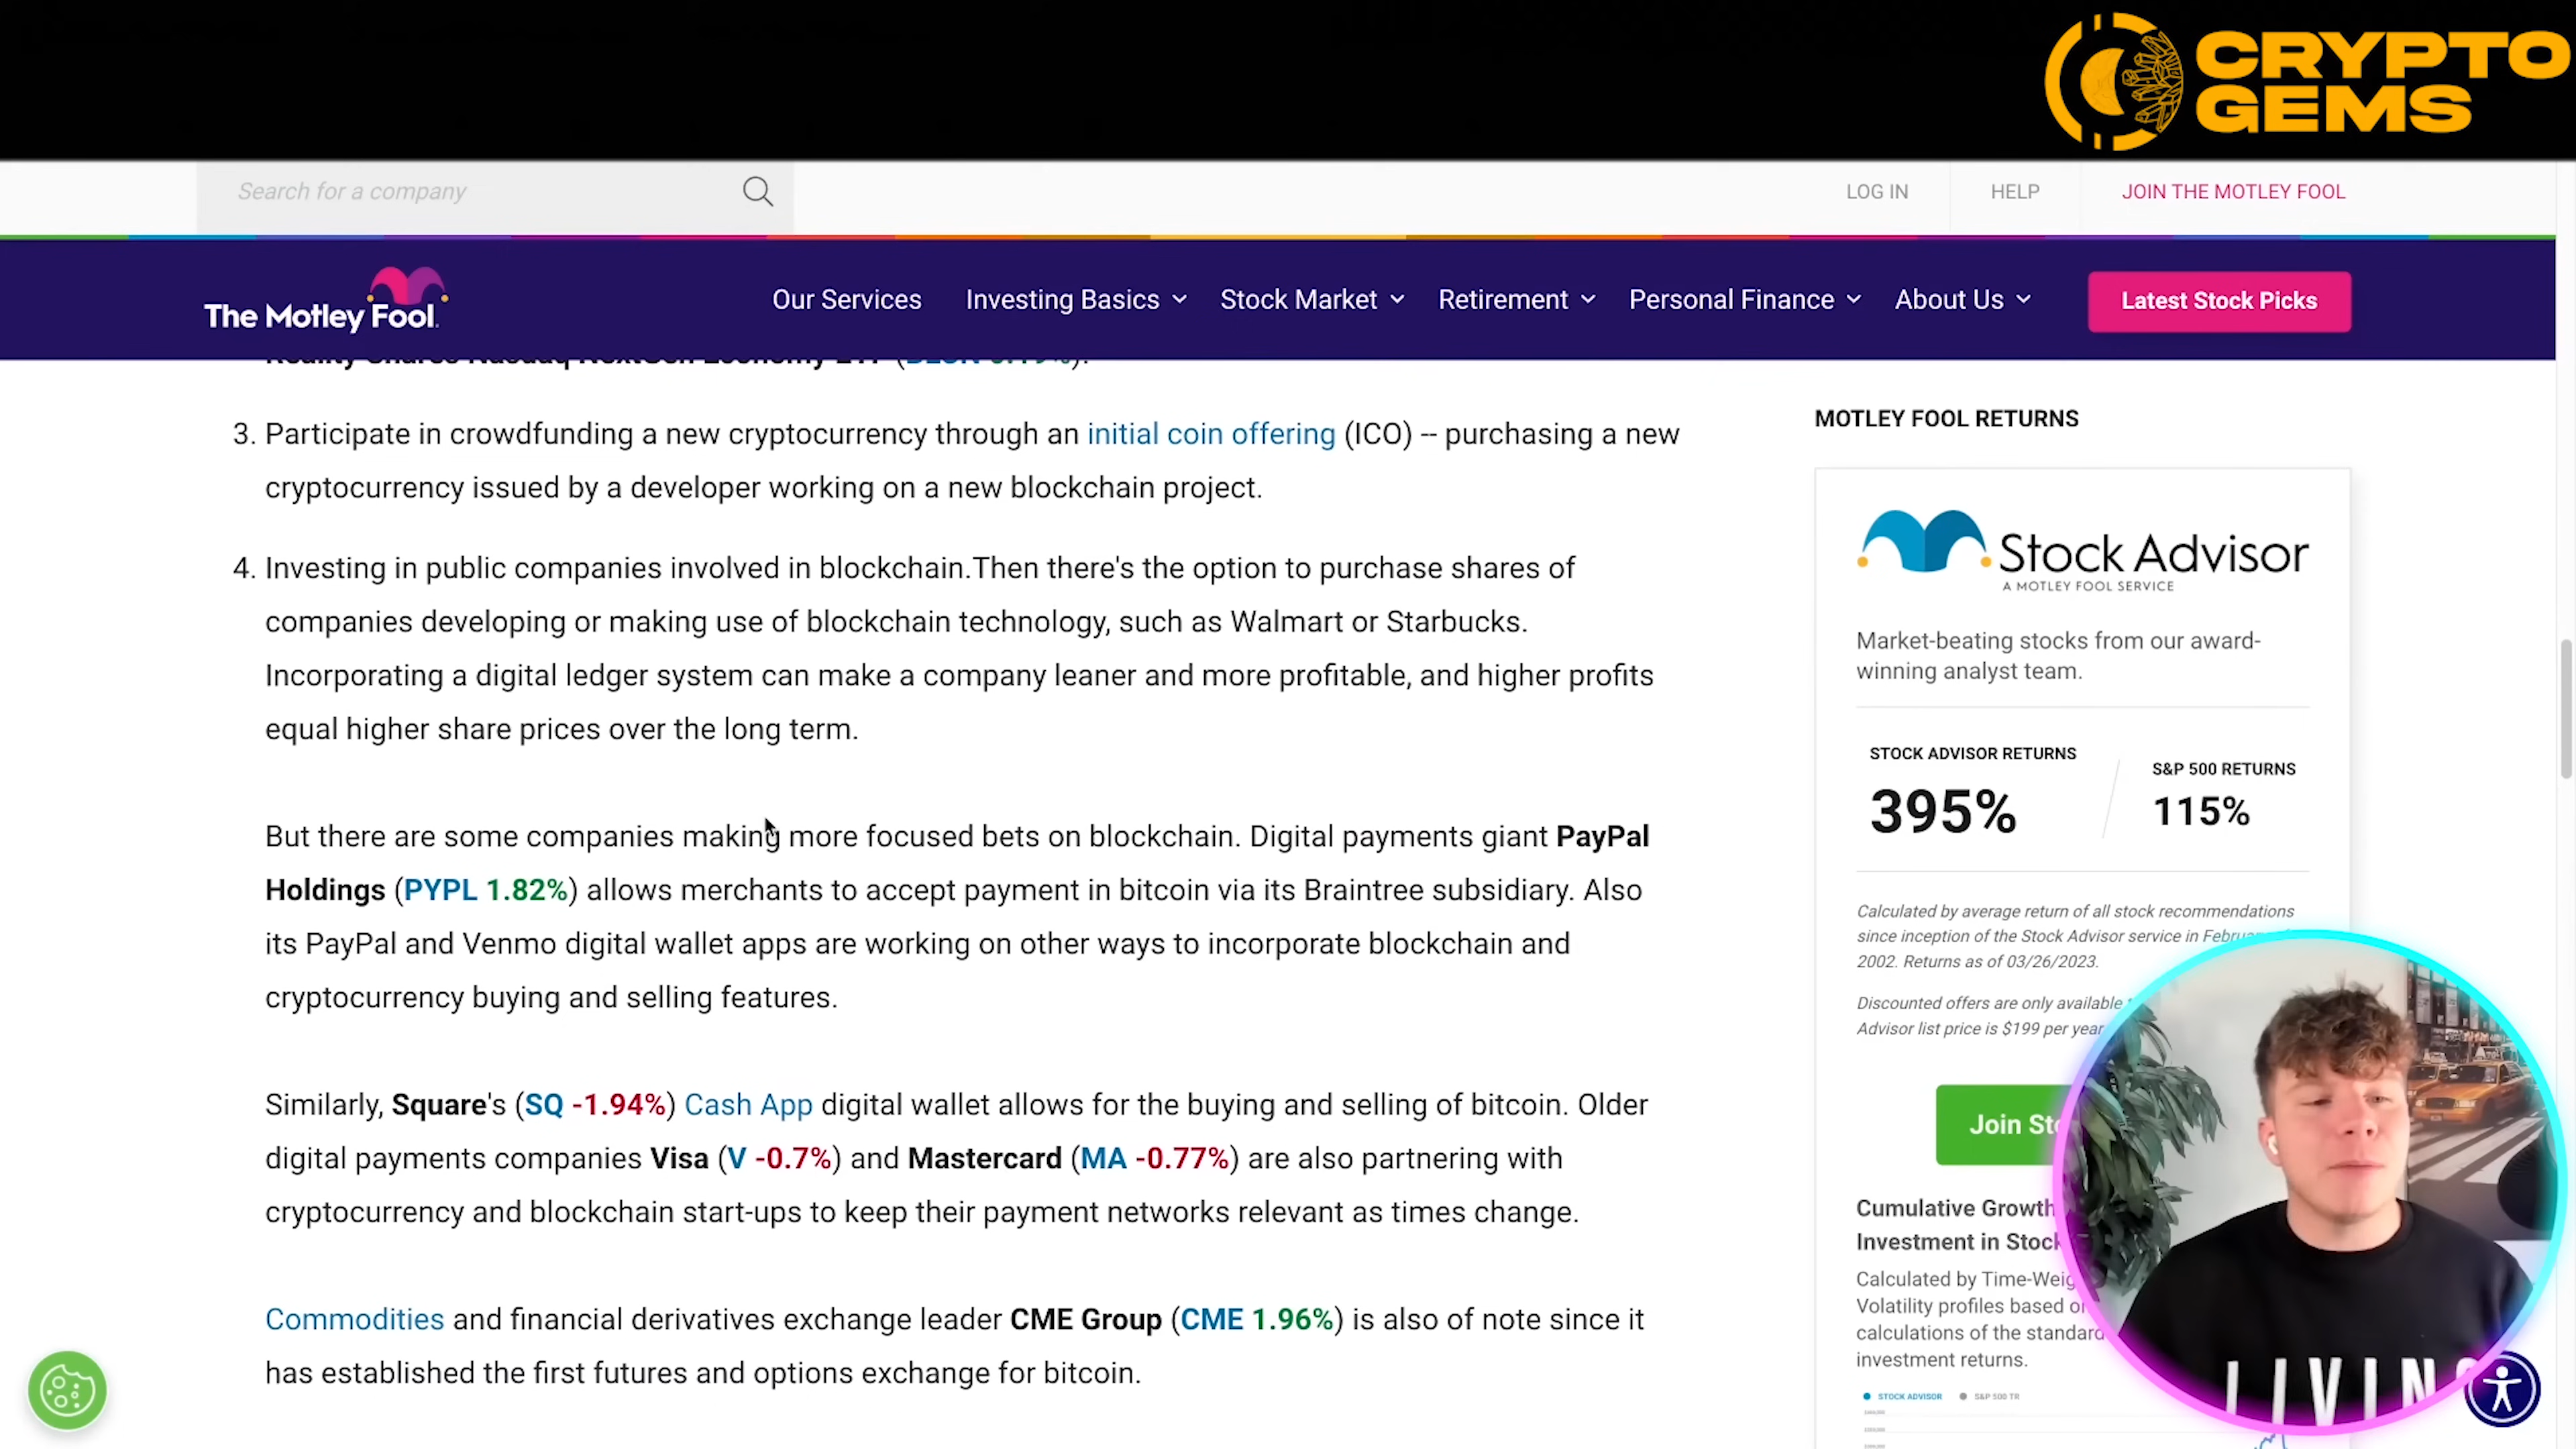 CRYPTO
GEMS
Search for a company
LOG IN
HELP
JOIN THE MOTLEY FOOL
The Motley Fool.
Our Services
Investing Basics
Stock Market
Retirement
Personal Finance
About Us
Latest Stock Picks
3. Participate in crowdfunding a new cryptocurrency through an initial coin offering (ICO) -- purchasing a new
cryptocurrency issued by a developer working on a new blockchain project.
4. Investing in public companies involved in blockchain.Then there's the option to purchase shares of
companies developing or making use of blockchain technology, such as Walmart or Starbucks.
Incorporating a digital ledger system can make a company leaner and more profitable, and higher profits
equal higher share prices over the long term.
But there are some companies making more focused bets on blockchain. Digital payments giant PayPal
Holdings (PYPL 1.82%) allows merchants to accept payment in bitcoin via its Braintree subsidiary. Also
its PayPal and Venmo digital wallet apps are working on other ways to incorporate blockchain and
cryptocurrency buying and selling features.
Similarly, Square's (SQ -1.94%) Cash App digital wallet allows for the buying and selling of bitcoin. Older
digital payments companies Visa (V -0.7%) and Mastercard (MA -0.77%) are also partnering with
cryptocurrency and blockchain start-ups to keep their payment networks relevant as times change.
Commodities and financial derivatives exchange leader CME Group (CME 1.96%) is also of note since it
has established the first futures and options exchange for bitcoin.
MOTLEY FOOL RETURNS
Stock Advisor
A MOTLEY FOOL SERVICE
Market-beating stocks from our award-
winning analyst team.
STOCK ADVISOR RETURNS
395%
S&P 500 RETURNS
115%
Calculated by average return of all stock recommendations
since inception of the Stock Advisor service in
2002. Returns as of 03/26/2023.
Discounted offers are only available
Advisor list price is $199 per year
Join
Cumulative Growth
Investment in
Calculated by
Volatility profiles based
calculations of the standard
investment returns.
STOCK ADVISOR
S&P 500 TR
LIVIN